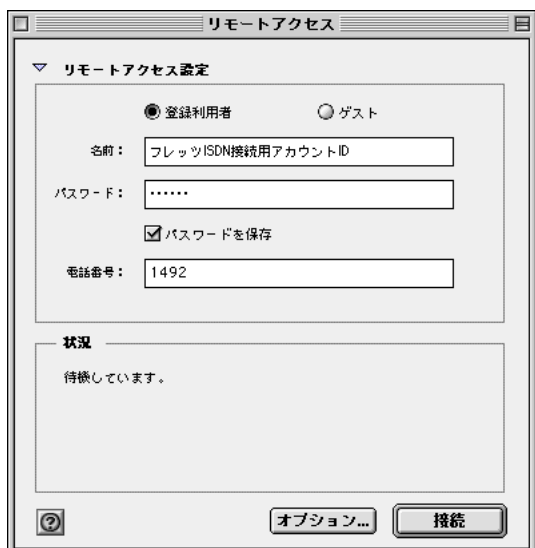 リモートアクセス
リモートアクセス設定
登録利用者 ゲスト
名前： フレッツISDN接続用アカウントID
パスワード： ••••••
パスワードを保存
電話番号： 1492
状況
待機しています。
? オプション... 接続